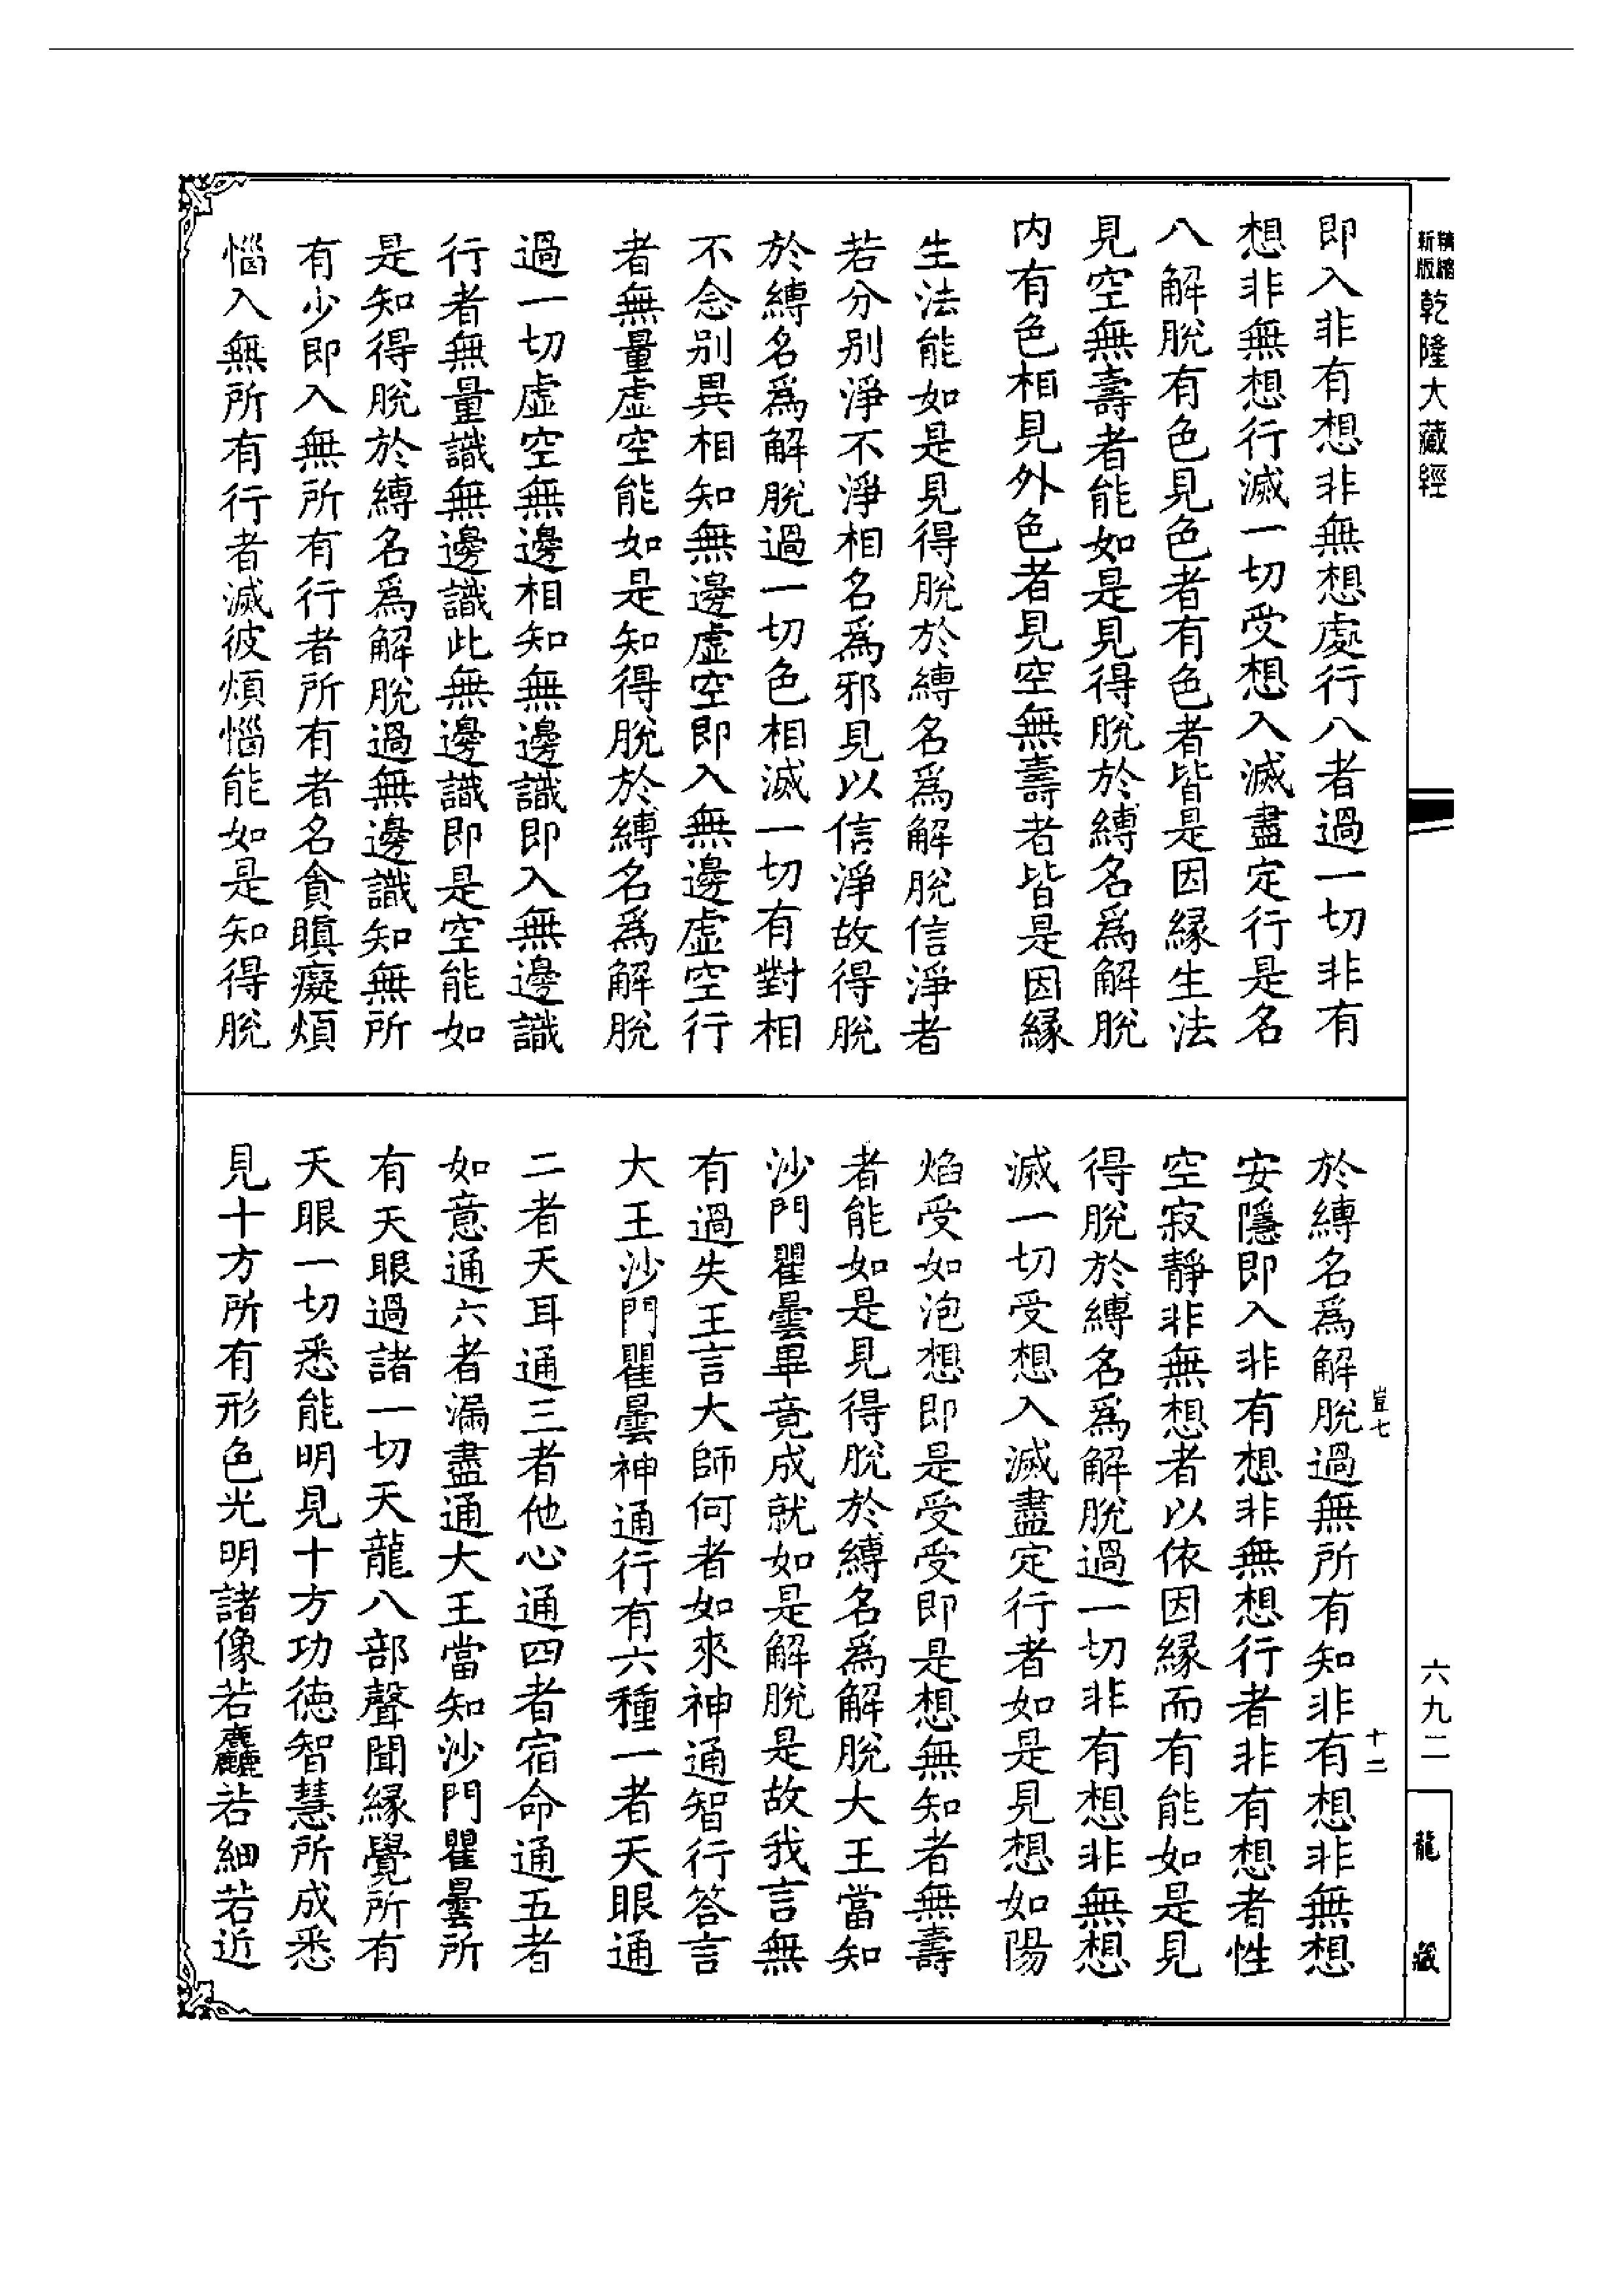 精縮
新版
乾隆大藏經
即入非有想非無想處行八者過一切非有
想非無想行滅一切受想入滅盡定行是名
八解脫有色見色者有色者皆是因緣生法
見空無壽者能如是見得脫於縛名為解脫
内有色相見外色者見空無壽者皆是因緣
生法能如是見得脫於縛名為解脫信淨者
若分別淨不淨相名為邪見以信淨故得脫
於縛名為解脫過一切色相滅一切有對相
不念別異相知無邊虛空即入無邊虛空行
者無量虛空能如是知得脫於縛名為解脫
過一切虛空無邊相知無邊識即入無邊識
行者無量識無邊識此無邊識即是空能如
是知得脫於縛名為解脫過無邊識知無所
有少即入無所有行者所有者名貪瞋癡煩
惱入無所有行者滅彼煩惱能如是知得脫
於縛名為解脫過無所有知非有想非無想
安隱即入非有想非無想行者非有想者性
空寂靜非無想者以依因緣而有能如是見
得脫於縛名為解脫過一切非有想非無想
滅一切受想入滅盡定行者如是見想如陽
焰受如泡想即是受受即是想無知者無壽
者能如是見得脫於縛名為解脫大王當知
沙門瞿曇畢竟成就如是解脫是故我言無
有過失王言大師何者如來神通智行答言
大王沙門瞿曇神通行有六種一者天眼通
二者天耳通三者他心通四者宿命通五者
如意通六者漏盡通大王當知沙門瞿曇所
有天眼過諸一切天龍八部聲聞緣覺所有
天眼一切悉能明見十方功德智慧所成悉
見十方所有形色光明諸像若麤若細若近
豈七
十二
六九二
龍藏